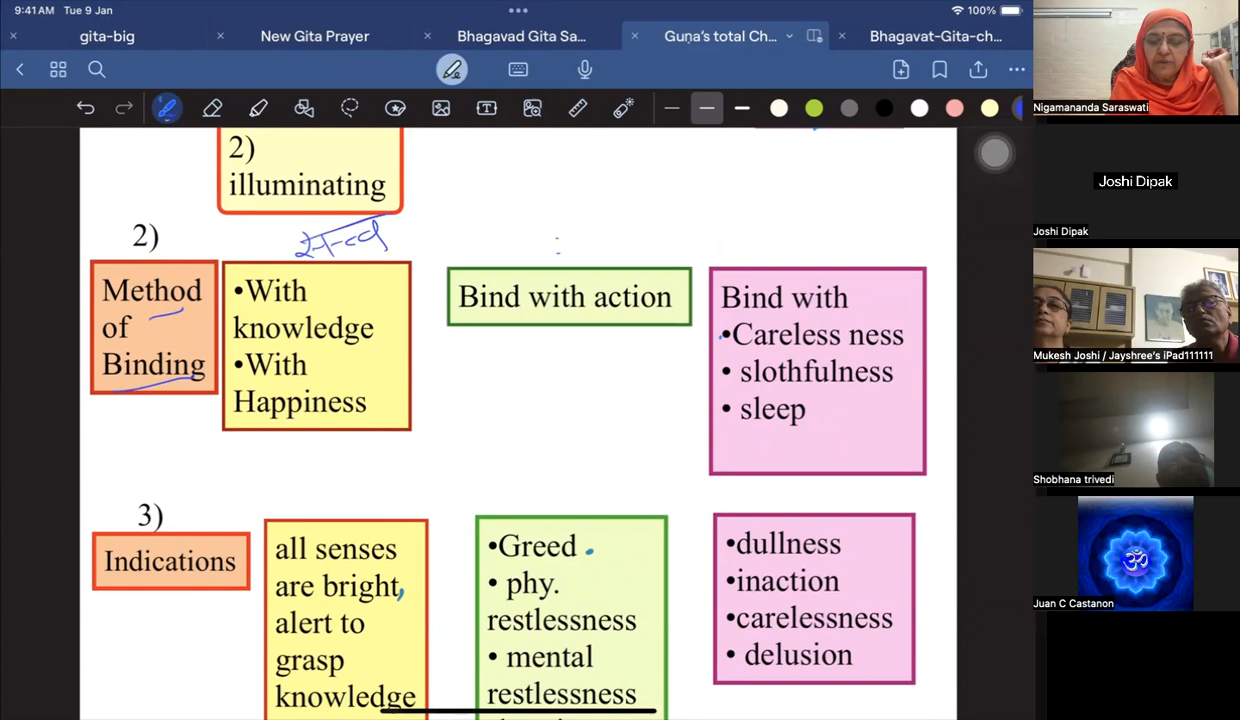 9:41 AM Tue 9 Jan
100%
gita-big
New Gita Prayer
Bhagavad Gita Sa...
Guṇa's total Ch...
Bhagavat-Gita-ch...
2)
illuminating
2)
Method
of
Binding
•With
knowledge
•With
Happiness
Bind with action
Bind with
•Careless ness
• slothfulness
• sleep
3)
Indications
all senses
are bright,
alert to
grasp
knowledge
•Greed
• phy.
restlessness
• mental
restlessness
•dullness
•inaction
•carelessness
• delusion
Nigamananda Saraswati
Joshi Dipak
Joshi Dipak
Mukesh Joshi / Jayshree's iPad111111
Shobhana trivedi
ॐ
Juan C Castanon